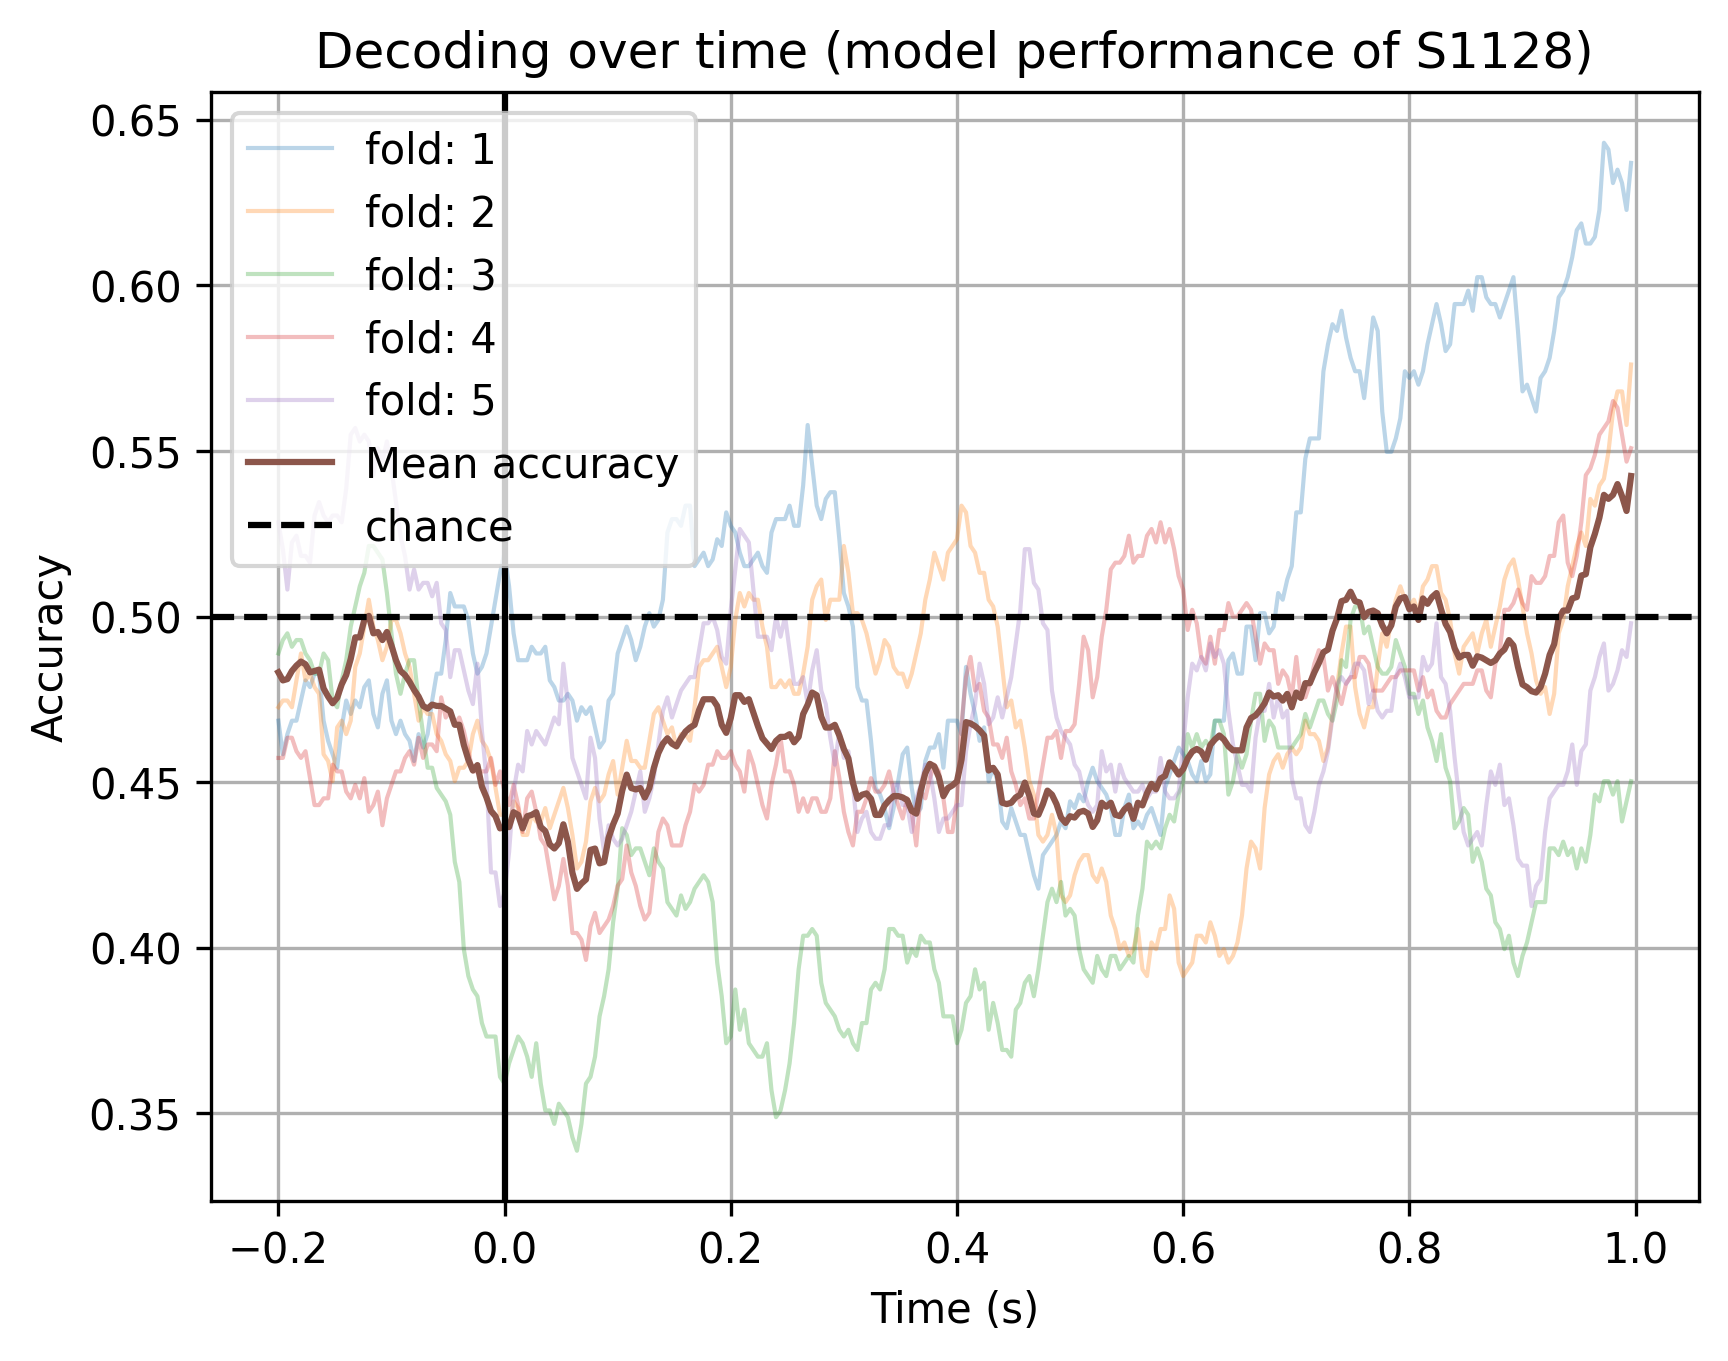 Decoding over time (model performance of S1128)
0.65
0.60
0.55
0.50
0.45
0.40
0.35
Accuracy
fold: 1
fold: 2
fold: 3
fold: 4
fold: 5
Mean accuracy
chance
−0.2 0.0 0.2 0.4 0.6 0.8 1.0
Time (s)